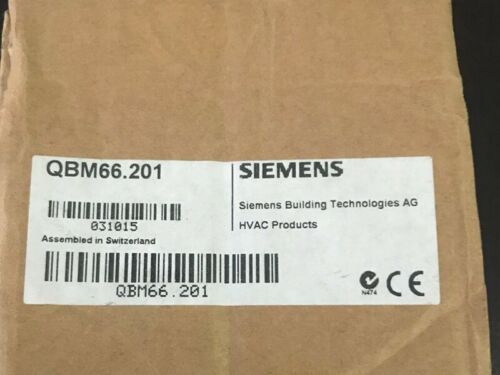 QBM66.201
031015
Assembled in Switzerland
QBM66.201
SIEMENS
Siemens Building Technologies AG
HVAC Products
N474
CE